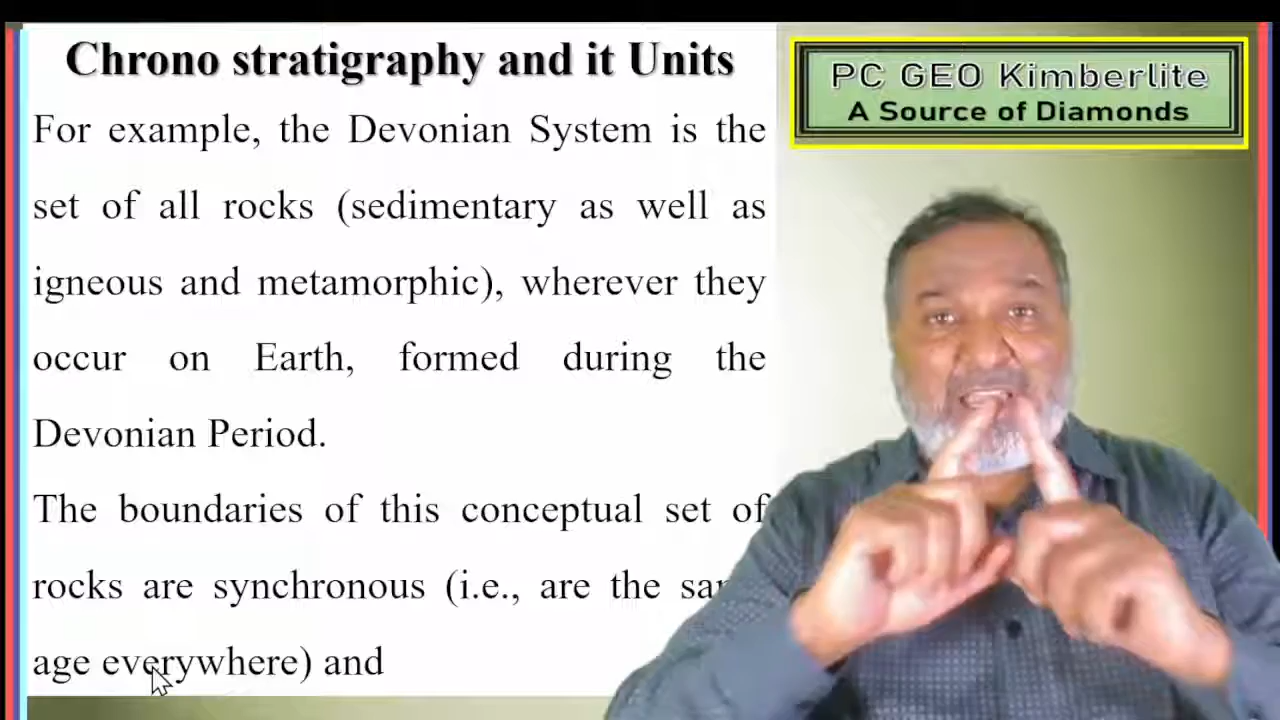 Chrono stratigraphy and it Units
For example, the Devonian System is the
set of all rocks (sedimentary as well as
igneous and metamorphic), wherever they
occur on Earth, formed during the
Devonian Period.
The boundaries of this conceptual set of
rocks are synchronous (i.e., are the
age everywhere) and
PC GEO Kimberlite
A Source of Diamonds